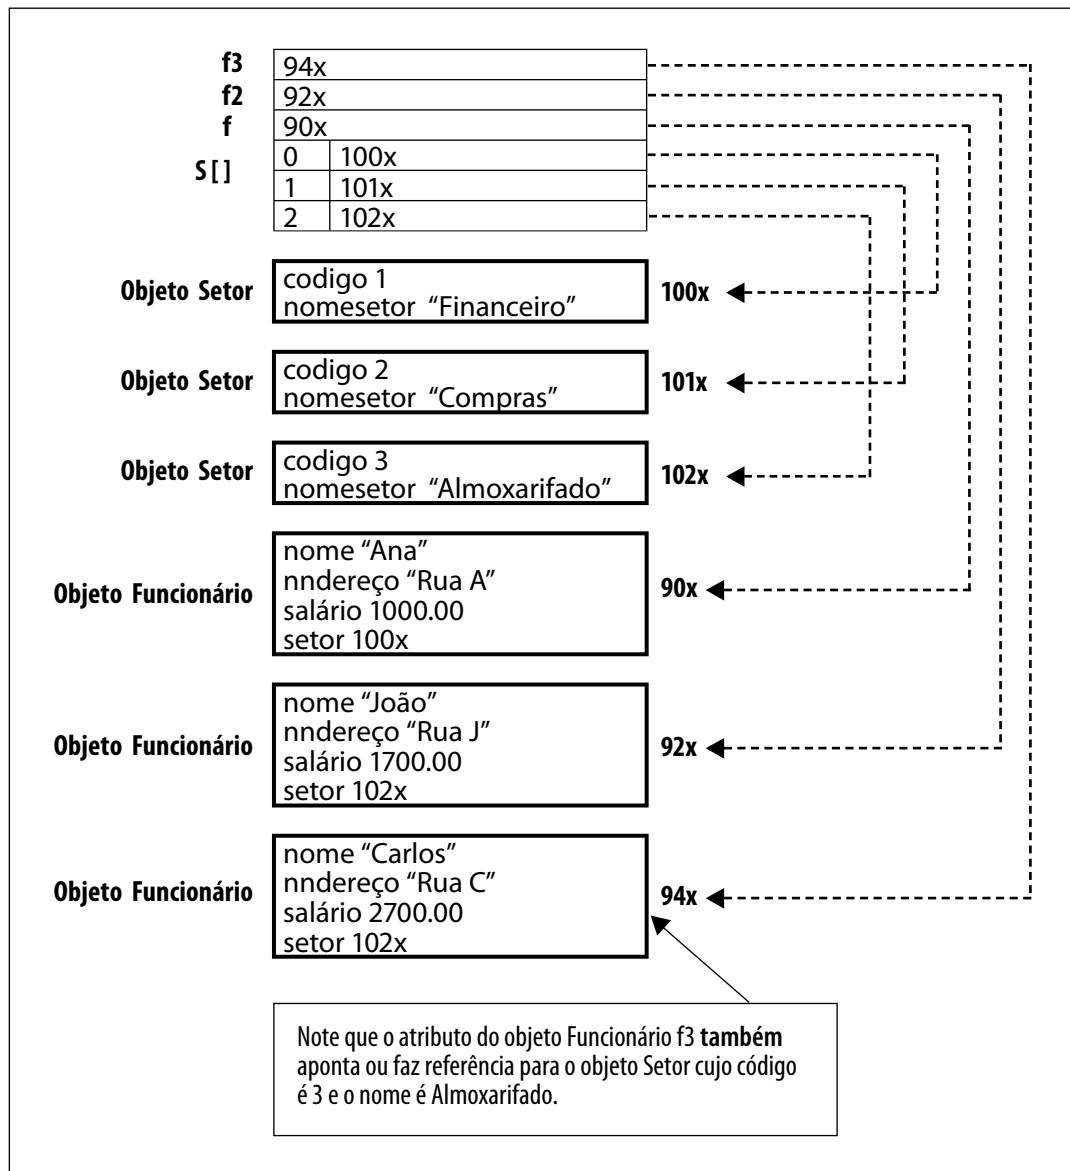 f3 94x
f2 92x
f 90x
S [ ] 0 100x
1 101x
2 102x
Objeto Setor
codigo 1
nomesetor "Financeiro"
100x
Objeto Setor
codigo 2
nomesetor "Compras"
101x
Objeto Setor
codigo 3
nomesetor "Almoxarifado"
102x
Objeto Funcionário
nome "Ana"
nndereço "Rua A"
salário 1000.00
setor 100x
90x
Objeto Funcionário
nome "João"
nndereço "Rua J"
salário 1700.00
setor 102x
92x
Objeto Funcionário
nome "Carlos"
nndereço "Rua C"
salário 2700.00
setor 102x
94x
Note que o atributo do objeto Funcionário f3 também
aponta ou faz referência para o objeto Setor cujo código
é 3 e o nome é Almoxarifado.